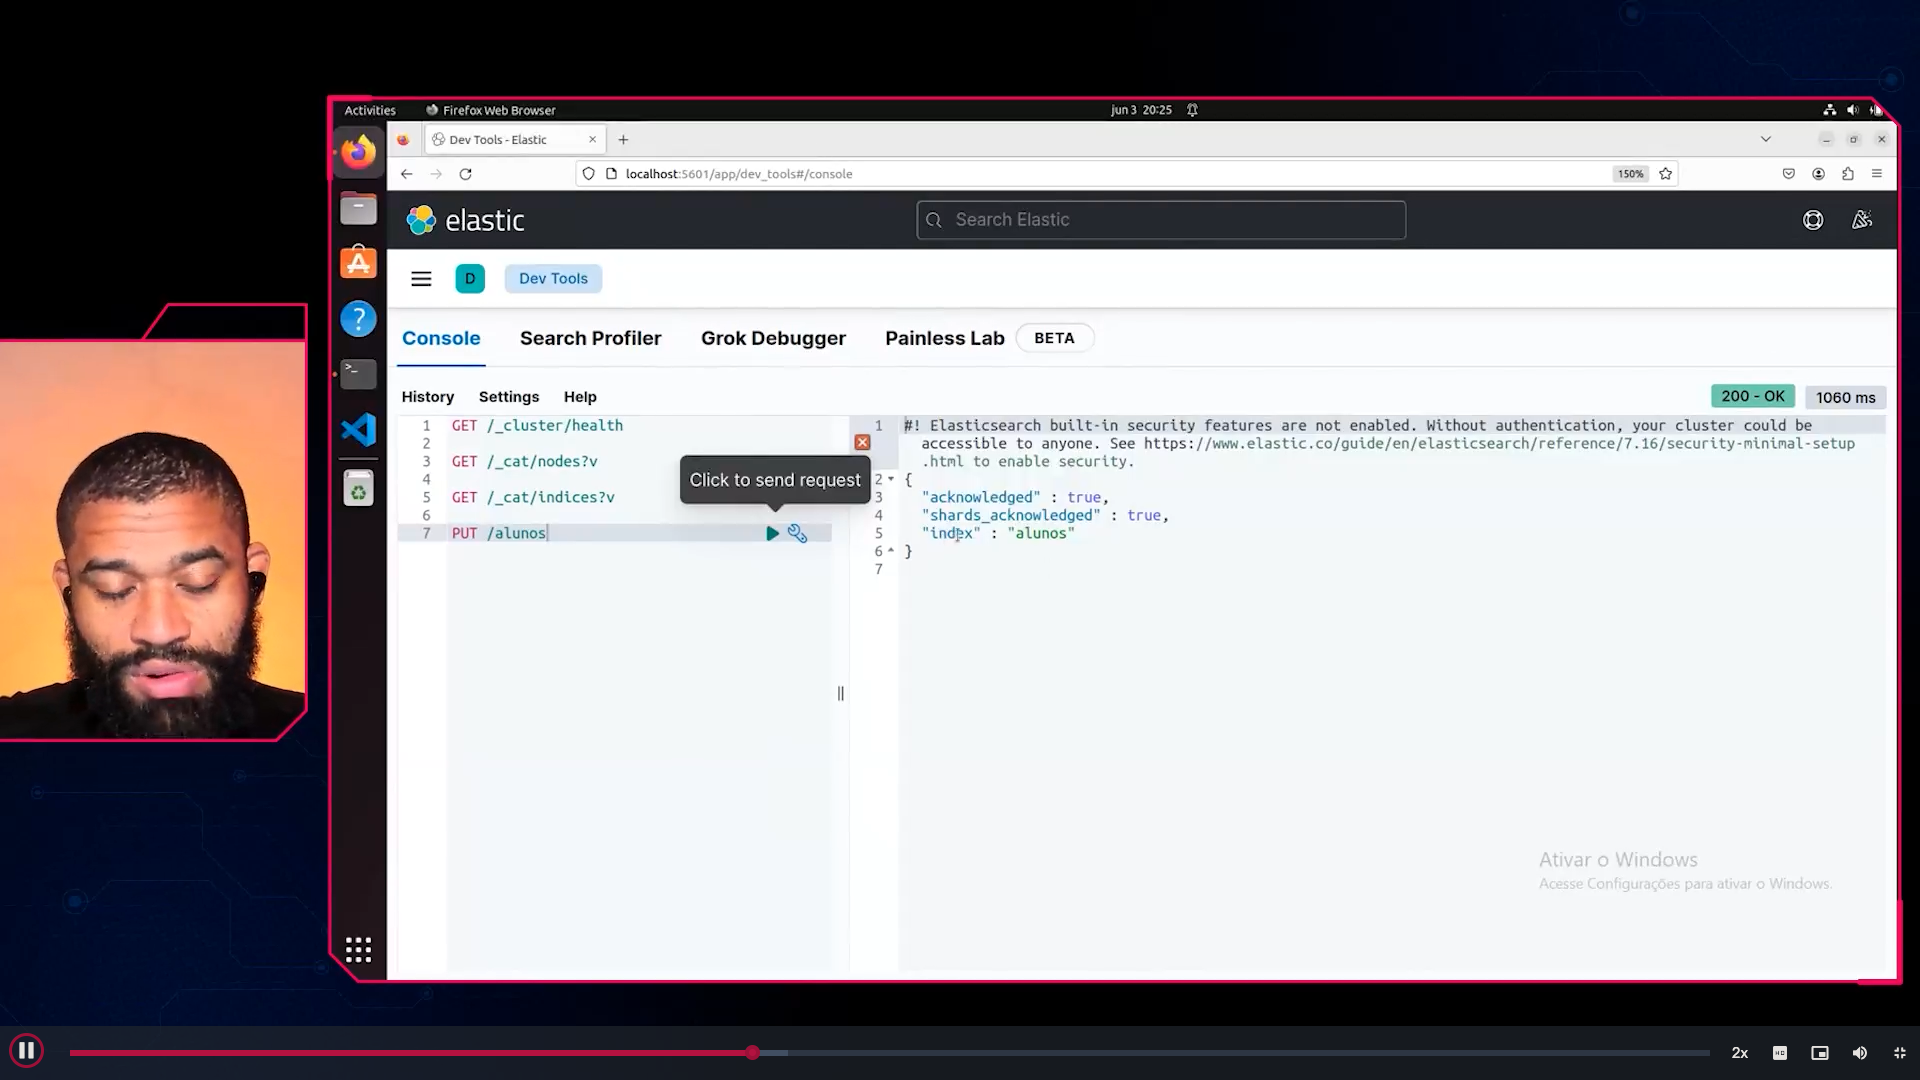 Activities
Firefox Web Browser
jun 3 20:25
Dev Tools - Elastic
localhost:5601/app/dev_tools#/console
150%
elastic
Search Elastic
D
Dev Tools
Console
Search Profiler
Grok Debugger
Painless Lab
BETA
History
Settings
Help
200 - OK
1060 ms
1 GET /_cluster/health
2
3 GET /_cat/nodes?v
4
5 GET /_cat/indices?v
6
7 PUT /alunos
Click to send request
1 #! Elasticsearch built-in security features are not enabled. Without authentication, your cluster could be
accessible to anyone. See https://www.elastic.co/guide/en/elasticsearch/reference/7.16/security-minimal-setup
.html to enable security.
2 {
3 "acknowledged" : true,
4 "shards_acknowledged" : true,
5 "index" : "alunos"
6 }
7
Ativar o Windows
Acesse Configurações para ativar o Windows.
2x
HD